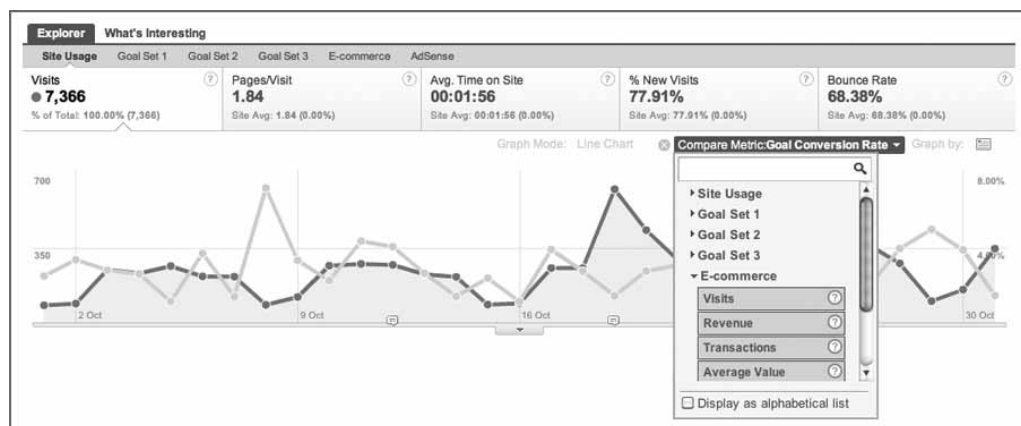 Explorer What's Interesting
Site Usage Goal Set 1 Goal Set 2 Goal Set 3 E-commerce AdSense
Visits ? Pages/Visit ? Avg. Time on Site ? % New Visits ? Bounce Rate ?
7,366 1.84 00:01:56 77.91% 68.38%
% of Total: 100.00% (7,366) Site Avg: 1.84 (0.00%) Site Avg: 00:01:56 (0.00%) Site Avg: 77.91% (0.00%) Site Avg: 68.38% (0.00%)
Graph Mode: Line Chart Compare Metric:Goal Conversion Rate Graph by:
700 8.00%
350 4.00%
2 Oct 9 Oct 16 Oct 30 Oct
Site Usage
Goal Set 1
Goal Set 2
Goal Set 3
E-commerce
Visits ?
Revenue ?
Transactions ?
Average Value ?
Display as alphabetical list